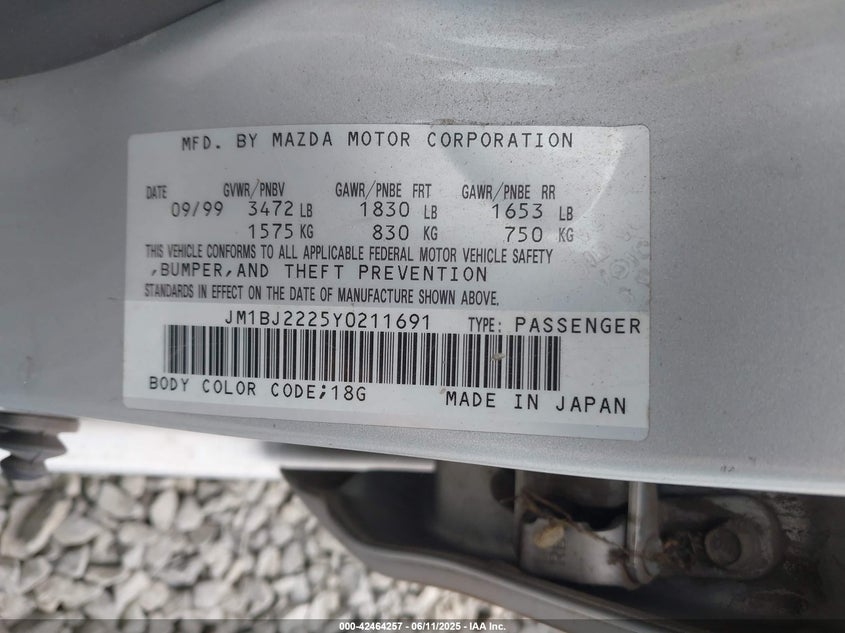 MFD. BY MAZDA MOTOR CORPORATION
DATE GVWR/PNBV GAWR/PNBE FRT GAWR/PNBE RR
09/99 3472 LB 1830 LB 1653 LB
1575 KG 830 KG 750 KG
THIS VEHICLE CONFORMS TO ALL APPLICABLE FEDERAL MOTOR VEHICLE SAFETY
,BUMPER,AND THEFT PREVENTION
STANDARDS IN EFFECT ON THE DATE OF MANUFACTURE SHOWN ABOVE.
JM1BJ2225Y0211691 TYPE: PASSENGER
BODY COLOR CODE;18G MADE IN JAPAN
000-42464257 - 06/11/2025 - IAA Inc.